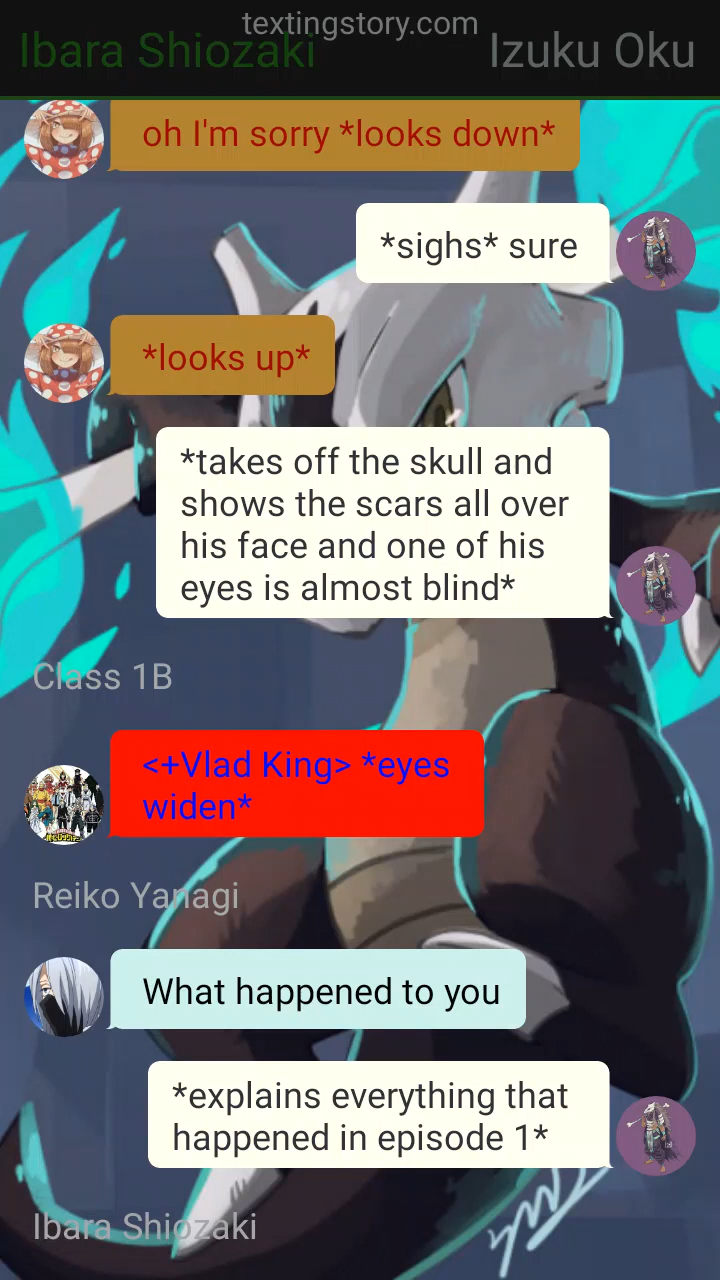 textingstory.com
Ibara Shiozaki
Izuku Oku
oh I'm sorry *looks down*
*sighs* sure
*looks up*
*takes off the skull and
shows the scars all over
his face and one of his
eyes is almost blind*
Class 1B
<+Vlad King> *eyes
widen*
Reiko Yanagi
What happened to you
*explains everything that
happened in episode 1*
Ibara Shiozaki